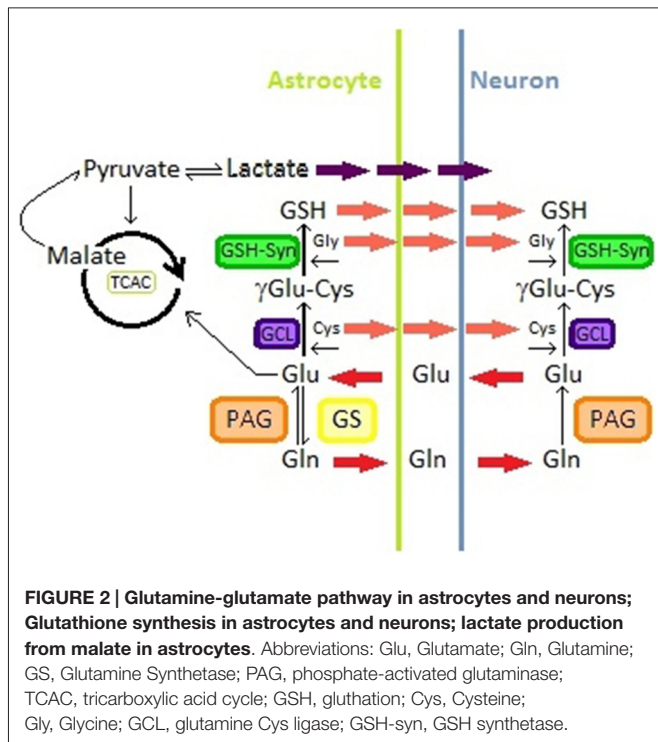 Astrocyte Neuron
Pyruvate Lactate
GSH GSH
Gly Gly
GSH-Syn GSH-Syn
Malate
TCAC
γGlu-Cys γGlu-Cys
GCL Cys Cys GCL
Glu Glu Glu
PAG GS PAG
Gln Gln Gln
FIGURE 2 | Glutamine-glutamate pathway in astrocytes and neurons;
Glutathione synthesis in astrocytes and neurons; lactate production
from malate in astrocytes. Abbreviations: Glu, Glutamate; Gln, Glutamine;
GS, Glutamine Synthetase; PAG, phosphate-activated glutaminase;
TCAC, tricarboxylic acid cycle; GSH, gluthation; Cys, Cysteine;
Gly, Glycine; GCL, glutamine Cys ligase; GSH-syn, GSH synthetase.